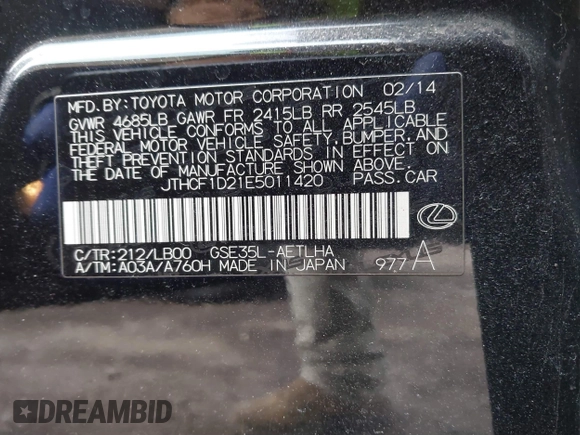 MFD.BY:TOYOTA MOTOR CORPORATION 02/14
GVWR 4685LB GAWR FR 2415LB RR 2545LB
THIS VEHICLE CONFORMS TO ALL APPLICABLE
FEDERAL MOTOR VEHICLE SAFETY,BUMPER,AND
THEFT PREVENTION STANDARDS IN EFFECT ON
THE DATE OF MANUFACTURE SHOWN ABOVE.
JTHCF1D21E5011420 PASS.CAR
C/TR:212/LB00 GSE35L-AETLHA
A/TM:A03A/A760H MADE IN JAPAN 977A
DREAMBID